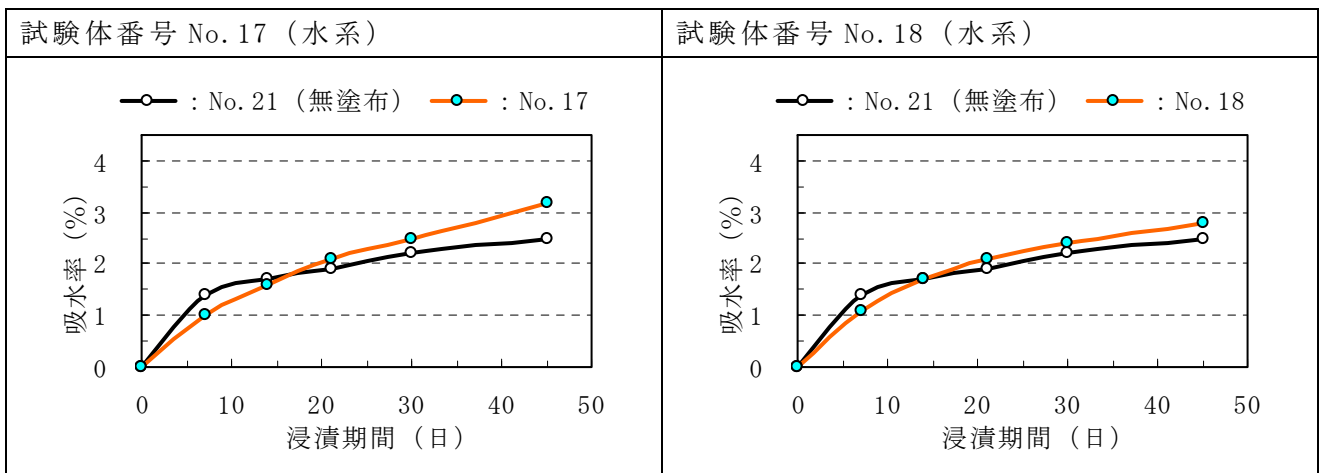 試験体番号 No.17（水系）
：No.21（無塗布） ：No.17
4
3
2
1
0
吸水率（%）
0 10 20 30 40 50
浸漬期間（日）
試験体番号 No.18（水系）
：No.21（無塗布） ：No.18
4
3
2
1
0
吸水率（%）
0 10 20 30 40 50
浸漬期間（日）